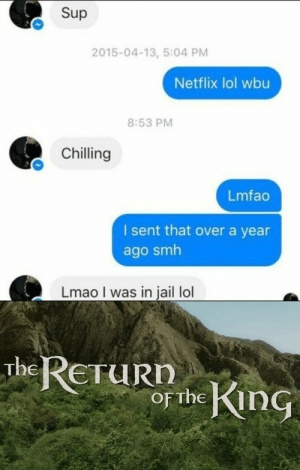 Sup
2015-04-13, 5:04 PM
Netflix lol wbu
8:53 PM
Chilling
Lmfao
I sent that over a year
ago smh
Lmao I was in jail lol
The Return
of the King